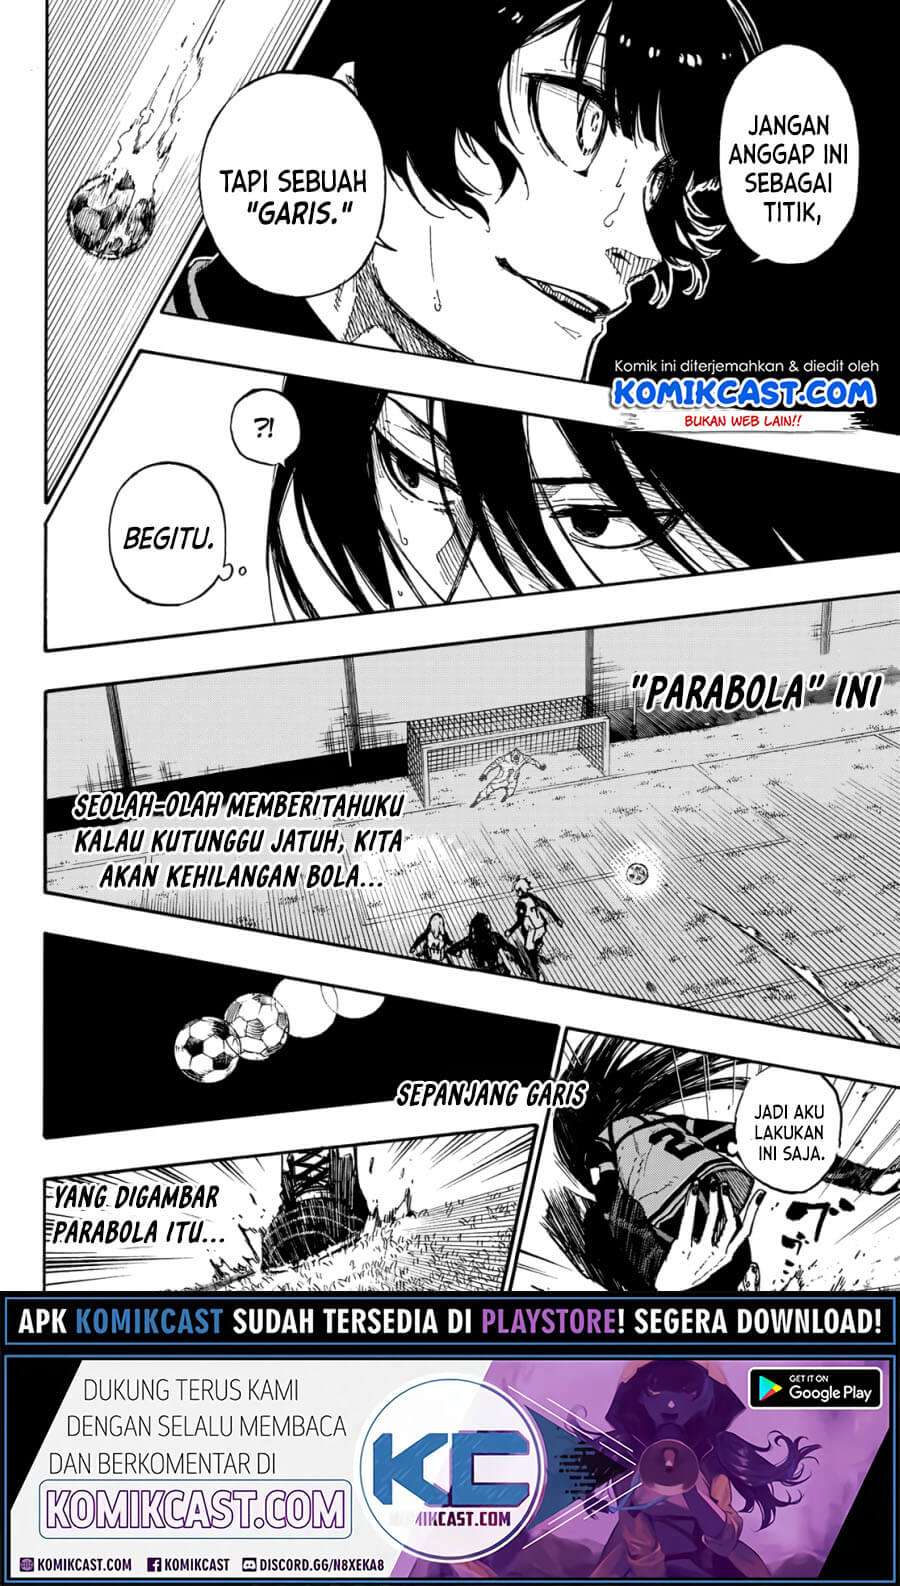 JANGAN
ANGGAP INI
SEBAGAI
TITIK,
TAPI SEBUAH
"GARIS."
Komik ini diterjemahkan & diedit oleh
KOMIKCAST.COM
BUKAN WEB LAIN!!
?!
BEGITU.
"PARABOLA" INI
SEOLAH-OLAH MEMBERITAHUKU
KALAU KUTUNGGU JATUH, KITA
AKAN KEHILANGAN BOLA...
SEPANJANG GARIS
JADI AKU
LAKUKAN
INI SAJA.
YANG DIGAMBAR
PARABOLA ITU...
APK KOMIKCAST SUDAH TERSEDIA DI PLAYSTORE! SEGERA DOWNLOAD!
DUKUNG TERUS KAMI
DENGAN SELALU MEMBACA
DAN BERKOMENTAR DI
KOMIKCAST.COM
KOMIKCAST.COM
KOMIKCAST
DISCORD.GG/N8XEKA8
KC
KOMIKCAST.COM
GET IT ON
Google Play